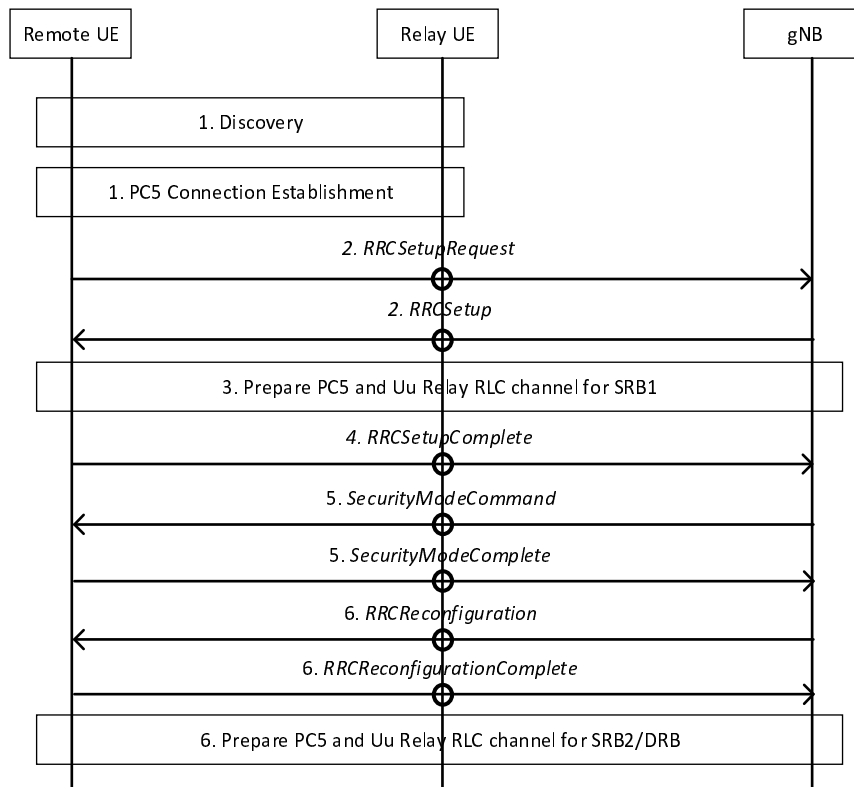 Remote UE
Relay UE
gNB
1. Discovery
1. PC5 Connection Establishment
2. RRCSetupRequest
2. RRCSetup
3. Prepare PC5 and Uu Relay RLC channel for SRB1
4. RRCSetupComplete
5. SecurityModeCommand
5. SecurityModeComplete
6. RRCReconfiguration
6. RRCReconfigurationComplete
6. Prepare PC5 and Uu Relay RLC channel for SRB2/DRB